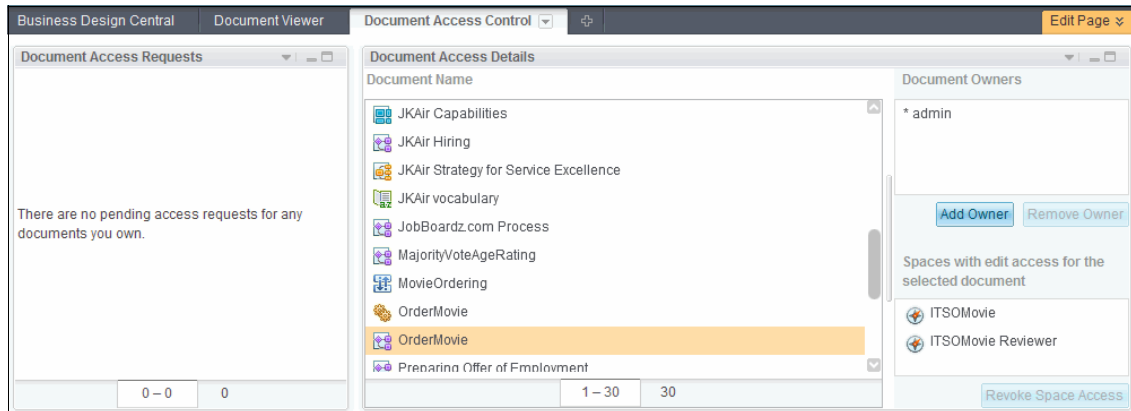 Business Design Central
Document Viewer
Document Access Control
Edit Page
Document Access Requests
There are no pending access requests for any
documents you own.
0 – 0
0
Document Access Details
Document Name
JKAir Capabilities
JKAir Hiring
JKAir Strategy for Service Excellence
JKAir vocabulary
JobBoardz.com Process
MajorityVoteAgeRating
MovieOrdering
OrderMovie
OrderMovie
Preparing Offer of Employment
1 – 30
30
Document Owners
* admin
Add Owner
Remove Owner
Spaces with edit access for the
selected document
ITSOMovie
ITSOMovie Reviewer
Revoke Space Access